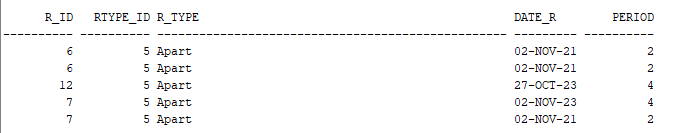 R_ID RTYPE_ID R_TYPE DATE_R PERIOD
---------- ---------- -------------------------------------------------- --------- ----------
6 5 Apart 02-NOV-21 2
6 5 Apart 02-NOV-21 2
12 5 Apart 27-OCT-23 4
7 5 Apart 02-NOV-23 4
7 5 Apart 02-NOV-21 2